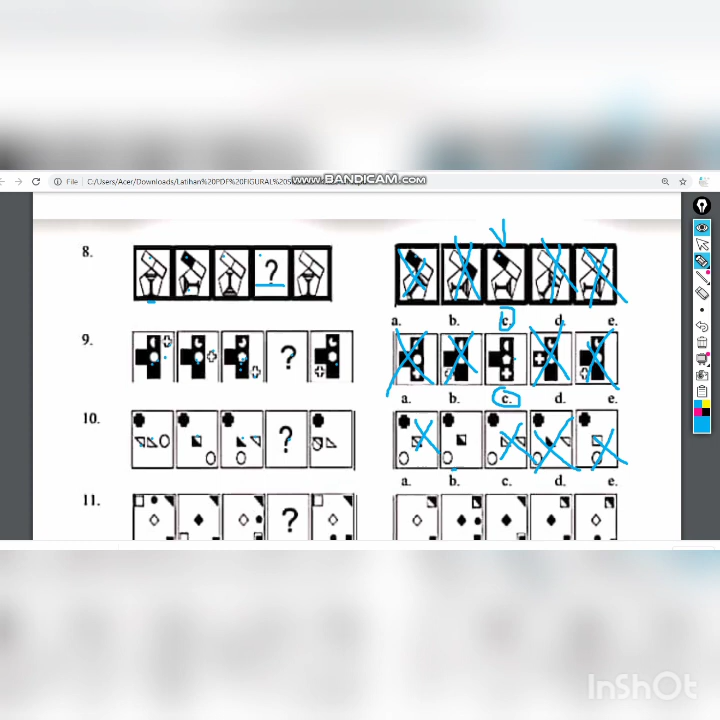 File
C:/Users/Acer/Downloads/Latihan%20PDF%20FIGURAL%20S
www.BANDICAM.com
8.
?
a. b. c. d. e.
9.
?
a. b. c. d. e.
10.
?
a. b. c. d. e.
11.
?
InShOt